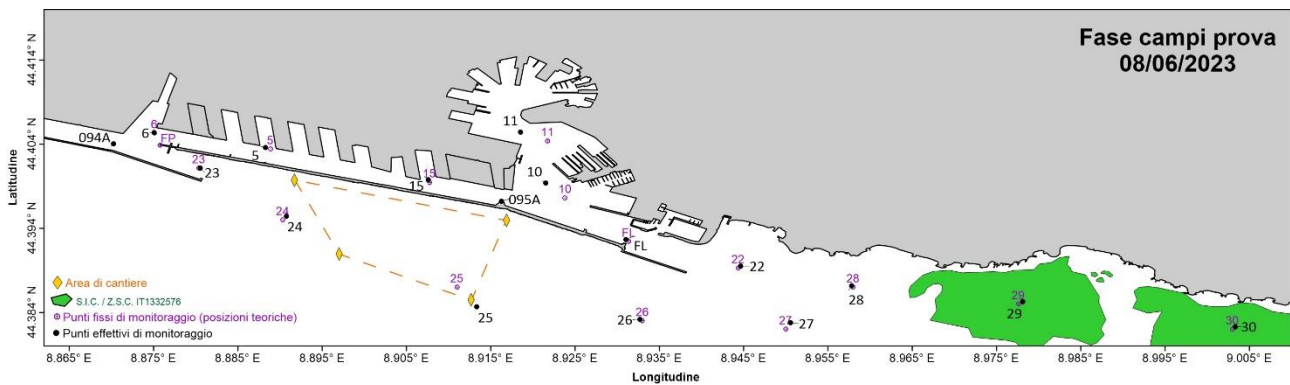 Fase campi prova
08/06/2023
44.414° N
44.404° N
44.394° N
44.384° N
Latitudine
094A
6
6
FP
23
23
5
5
11
11
15
15
10
10
095A
24
24
FL
FL
25
25
22
22
26
26
27
27
28
28
29
29
30
30
Area di cantiere
S.I.C. / Z.S.C. IT1332576
Punti fissi di monitoraggio (posizioni teoriche)
Punti effettivi di monitoraggio
8.865° E
8.875° E
8.885° E
8.895° E
8.905° E
8.915° E
8.925° E
8.935° E
8.945° E
8.955° E
8.965° E
8.975° E
8.985° E
8.995° E
9.005° E
Longitudine